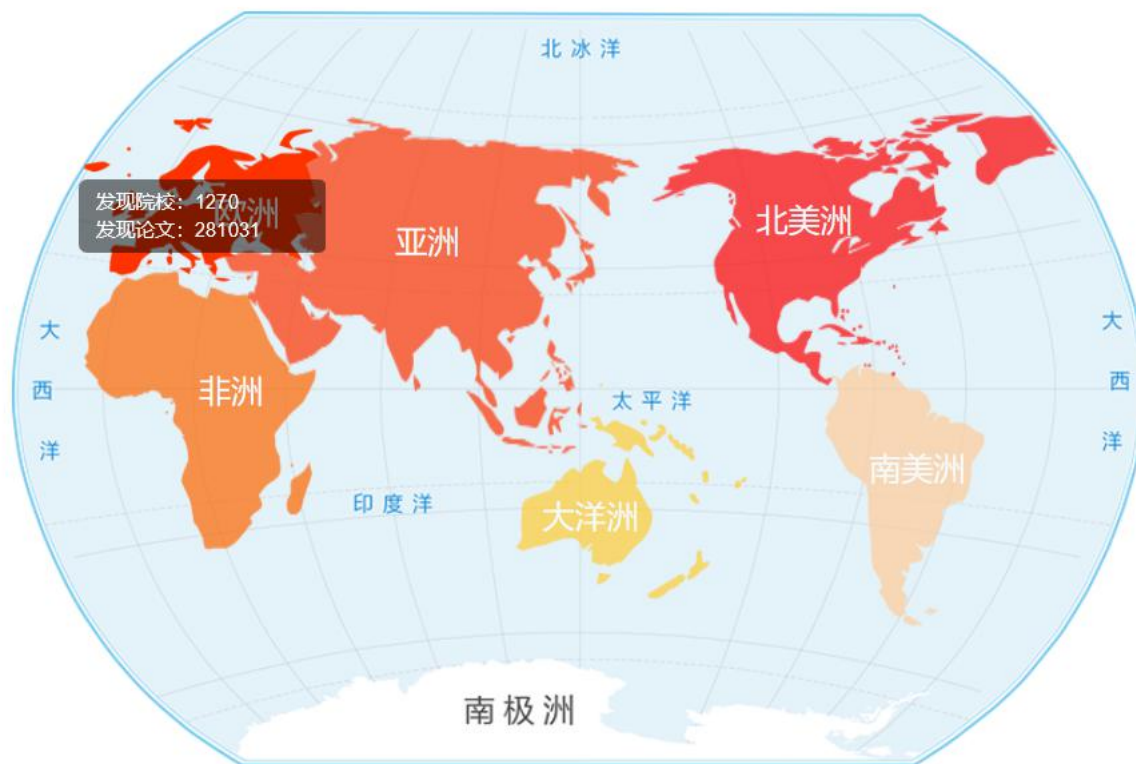 北冰洋
发现院校：1270
发现论文：281031
欧洲
亚洲
北美洲
大西洋
大西洋
非洲
太平洋
南美洲
印度洋
大洋洲
南极洲